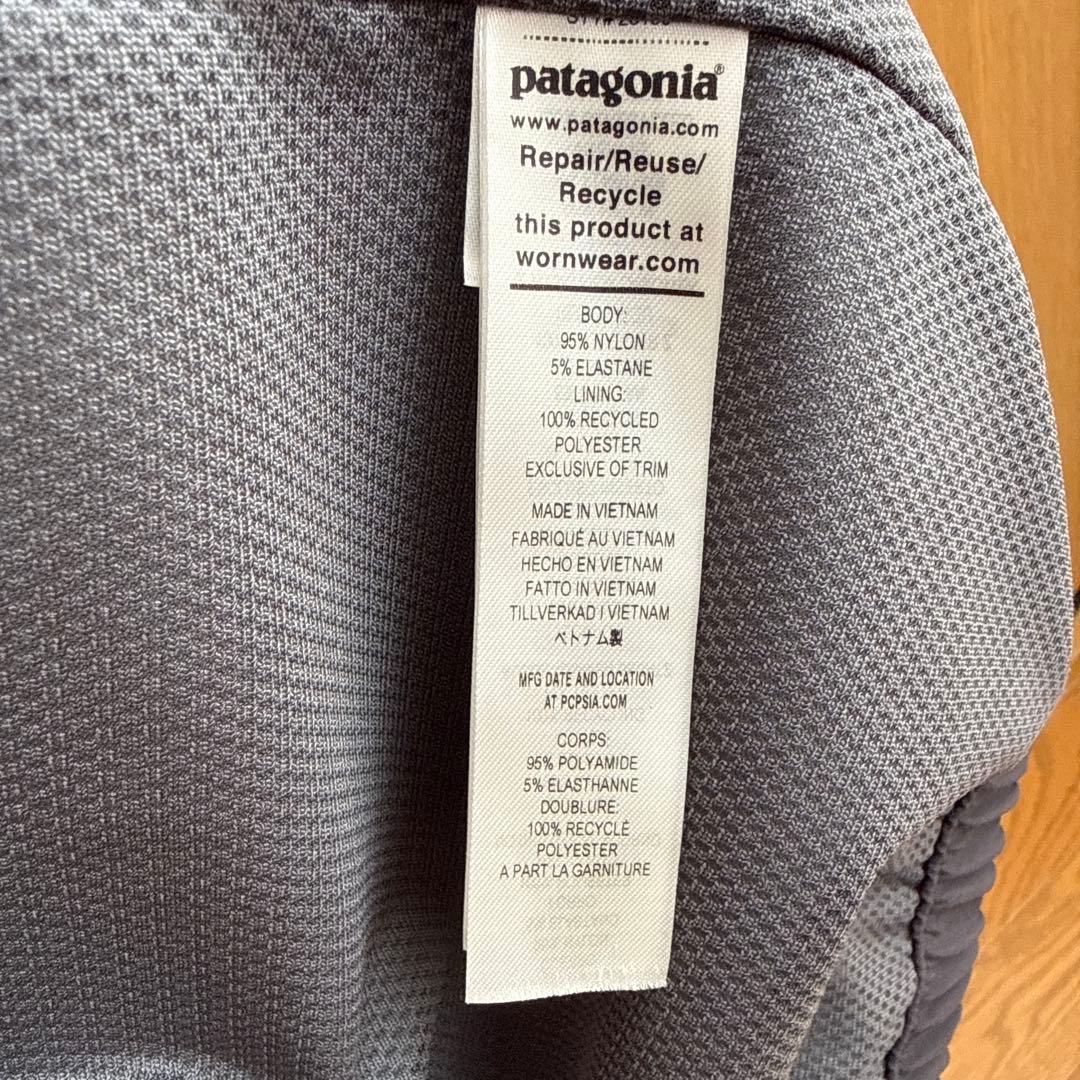 patagonia®
www.patagonia.com
Repair/Reuse/
Recycle
this product at
wornwear.com
BODY:
95% NYLON
5% ELASTANE
LINING:
100% RECYCLED
POLYESTER
EXCLUSIVE OF TRIM
MADE IN VIETNAM
FABRIQUÉ AU VIETNAM
HECHO EN VIETNAM
FATTO IN VIETNAM
TILLVERKAD I VIETNAM
ベトナム製
MFG DATE AND LOCATION
AT PCPSIA.COM
CORPS:
95% POLYAMIDE
5% ELASTHANNE
DOUBLURE:
100% RECYCLÉ
POLYESTER
A PART LA GARNITURE